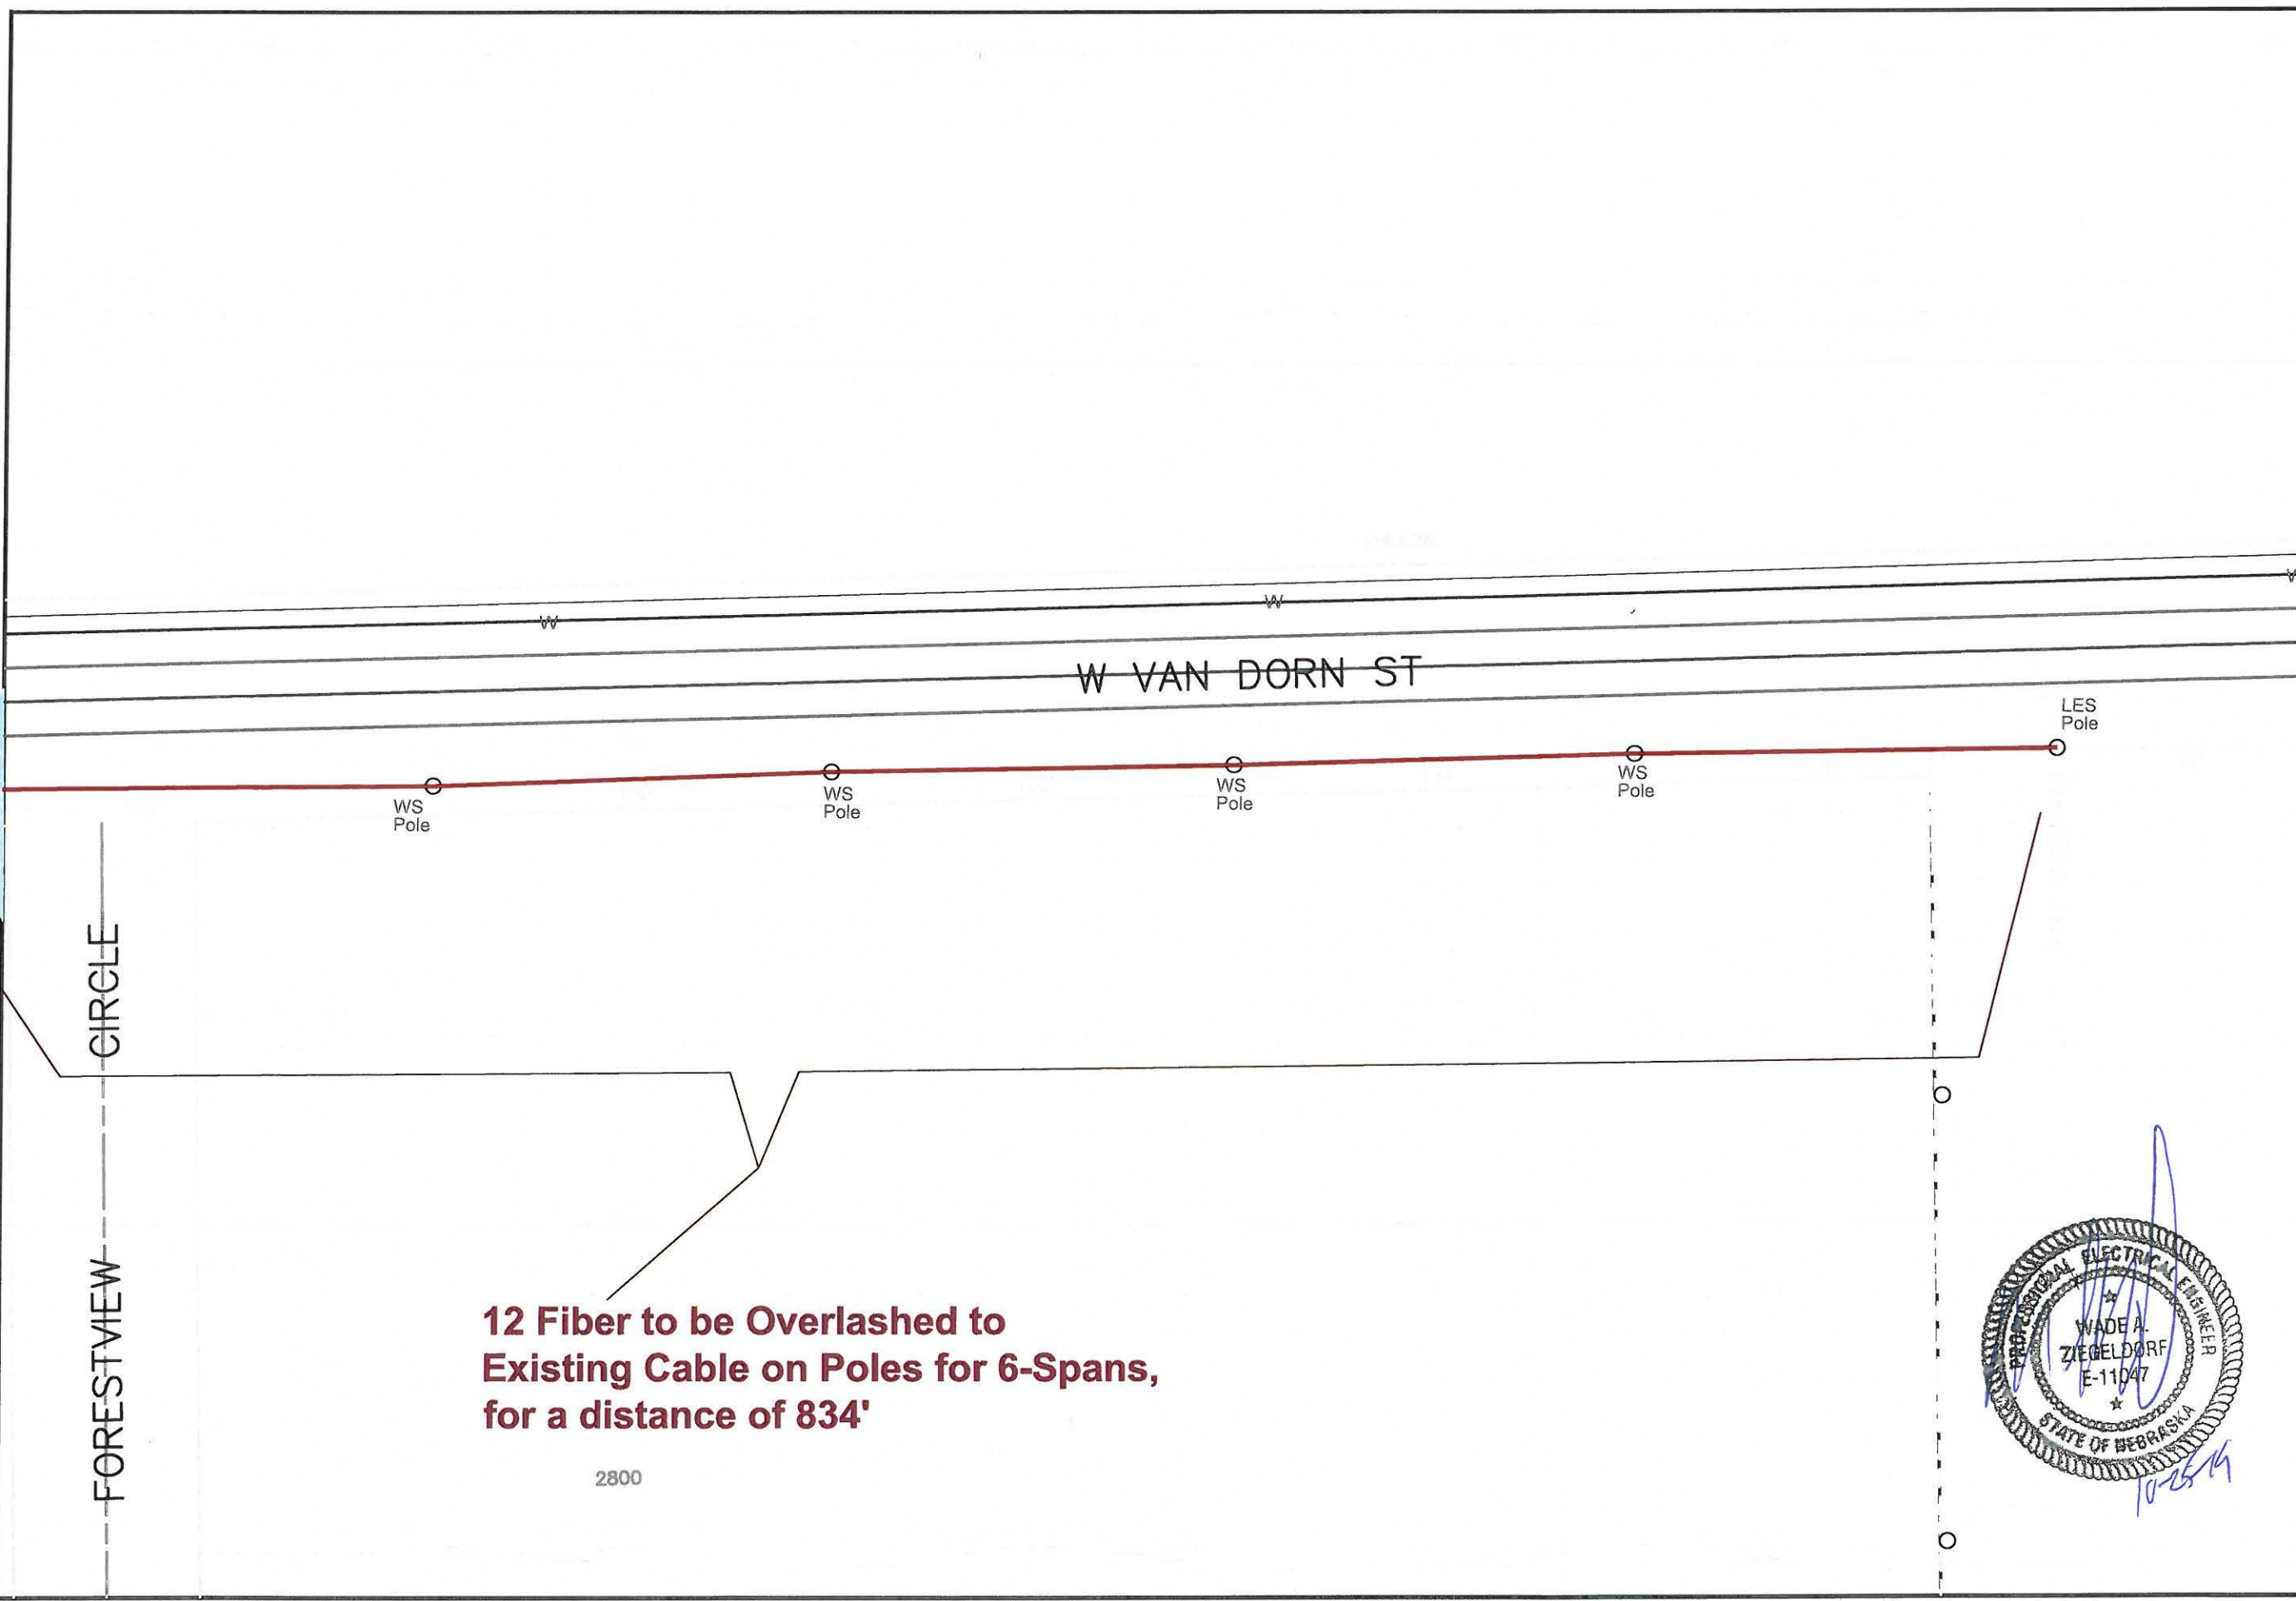 W
W
W VAN DORN ST
LES
Pole
WS
Pole
WS
Pole
WS
Pole
WS
Pole
FORESTVIEW CIRCLE
12 Fiber to be Overlashed to
Existing Cable on Poles for 6-Spans,
for a distance of 834'
2800
PROFESSIONAL ELECTRICAL ENGINEER
WADE A.
ZIEGELDORF
E-11047
STATE OF NEBRASKA